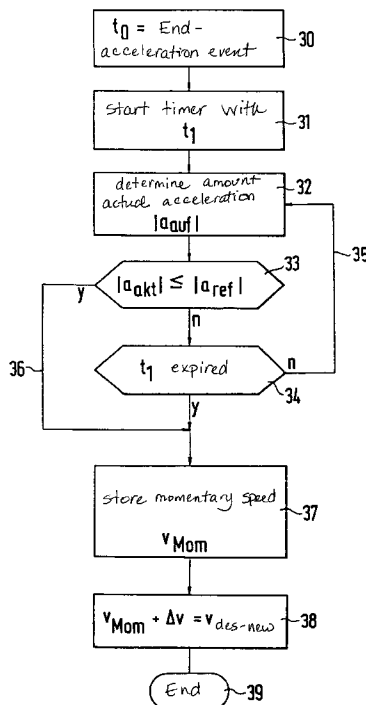 t0 = End-
acceleration event
30
start timer with
t1
31
determine amount
actual acceleration
|aauf|
32
35
33
|aakt| ≤ |aref|
y
n
36
t1 expired
n
34
y
store momentary speed
vMom
37
vMom + Δv = vdes-new
38
End
39